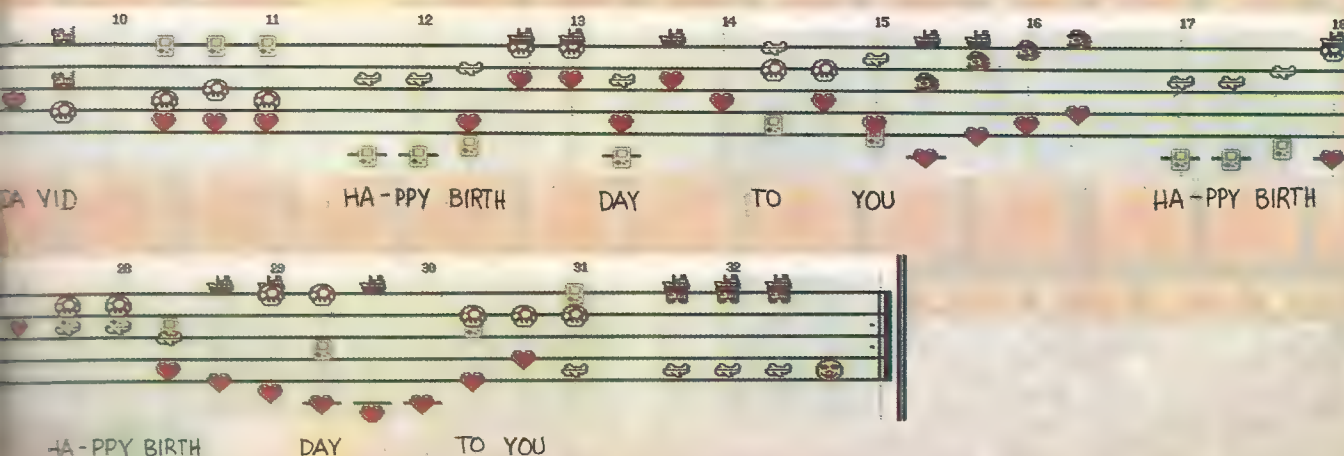 10 11 12 13 14 15 16 17 18
DA VID HA-PPY BIRTH DAY TO YOU HA-PPY BIRTH
28 29 30 31 32
HA-PPY BIRTH DAY TO YOU